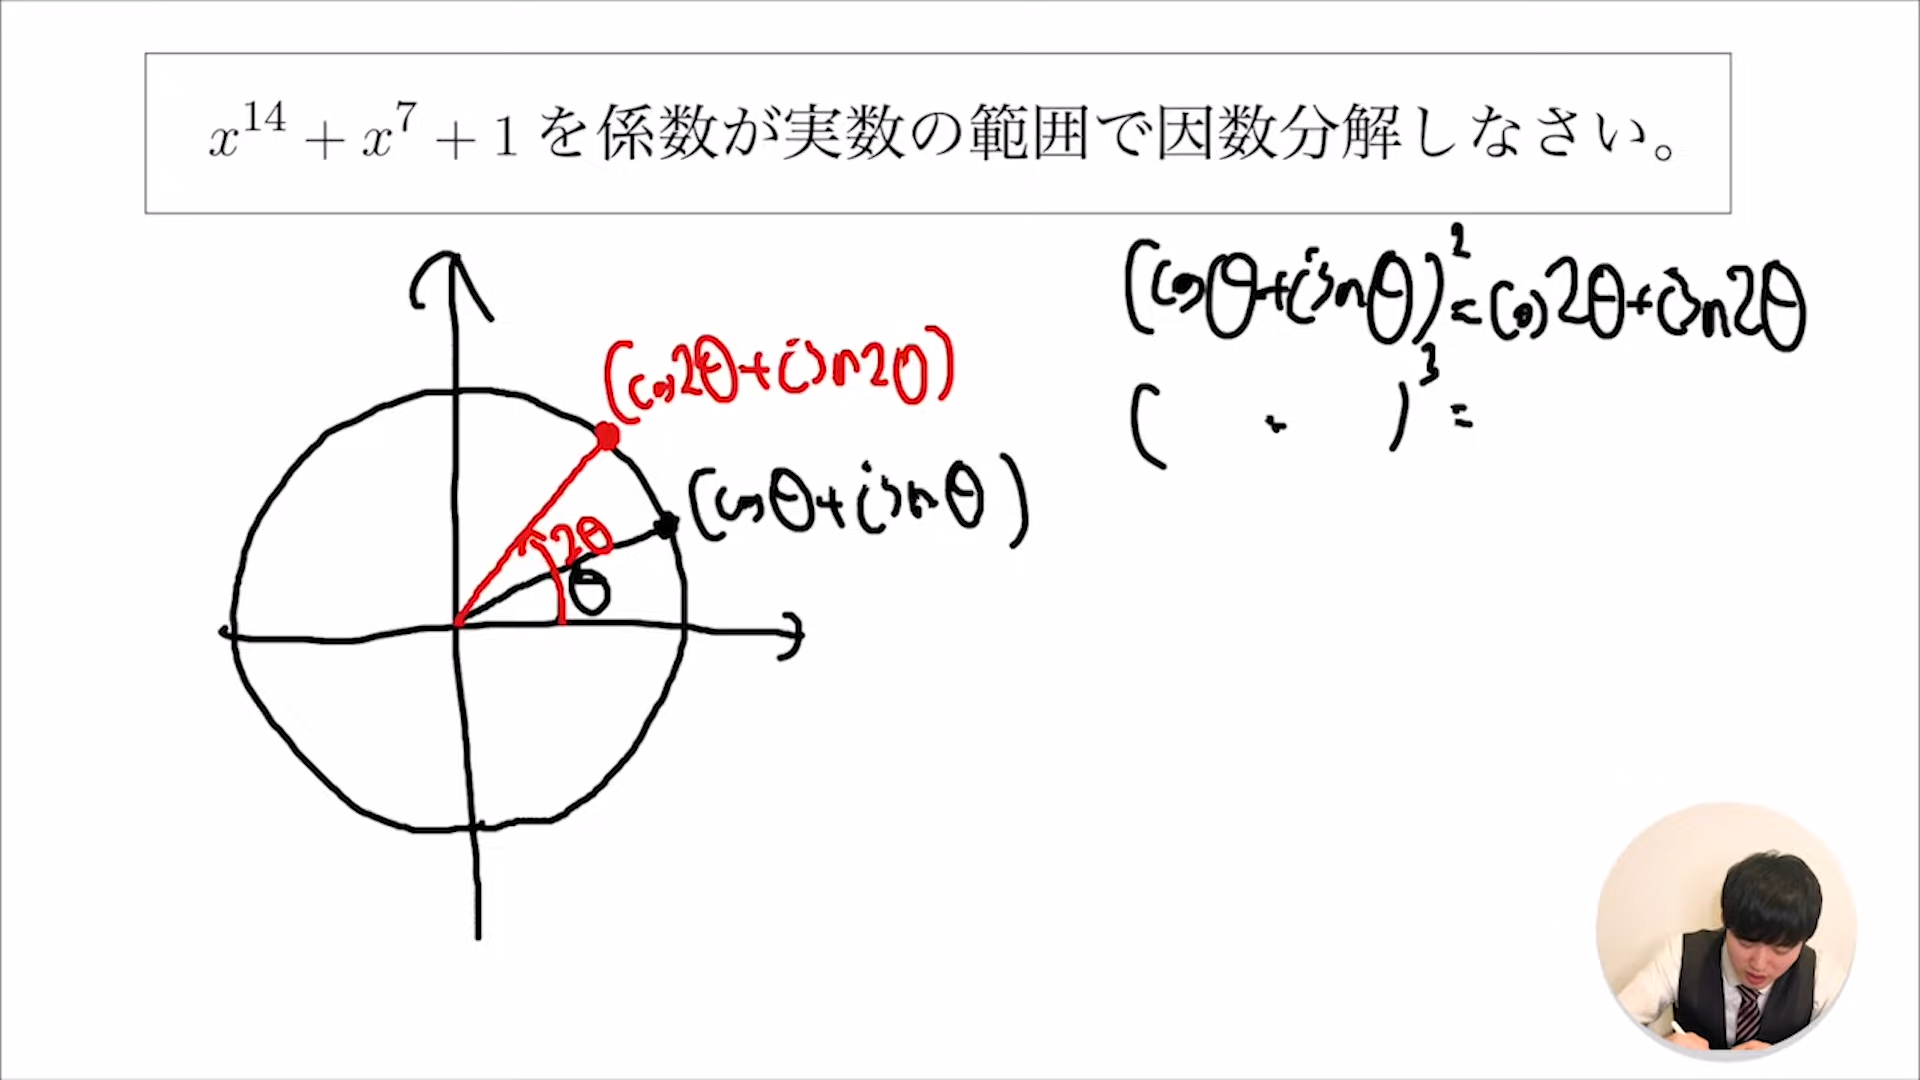 x^14 + x^7 + 1 を係数が実数の範囲で因数分解しなさい。
(cosθ+isinθ)^2=cos2θ+isin2θ
( 〃 )^3 =
(cos2θ+isin2θ)
(cosθ+isinθ)
2θ
θ